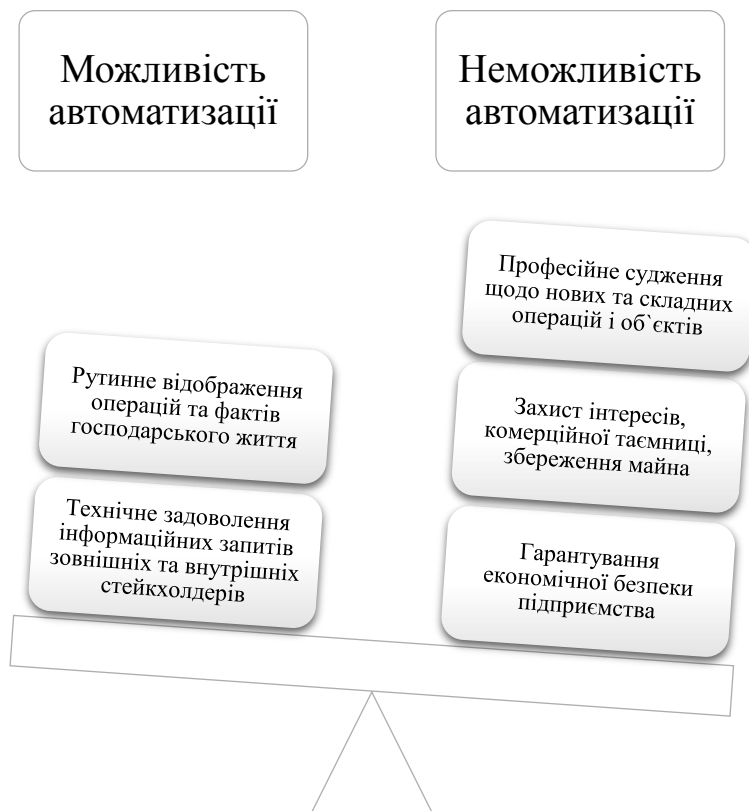 Можливість
автоматизації
Неможливість
автоматизації
Професійне судження
щодо нових та складних
операцій і об`єктів
Рутинне відображення
операцій та фактів
господарського життя
Захист інтересів,
комерційної таємниці,
збереження майна
Технічне задоволення
інформаційних запитів
зовнішніх та внутрішніх
стейкхолдерів
Гарантування
економічної безпеки
підприємства